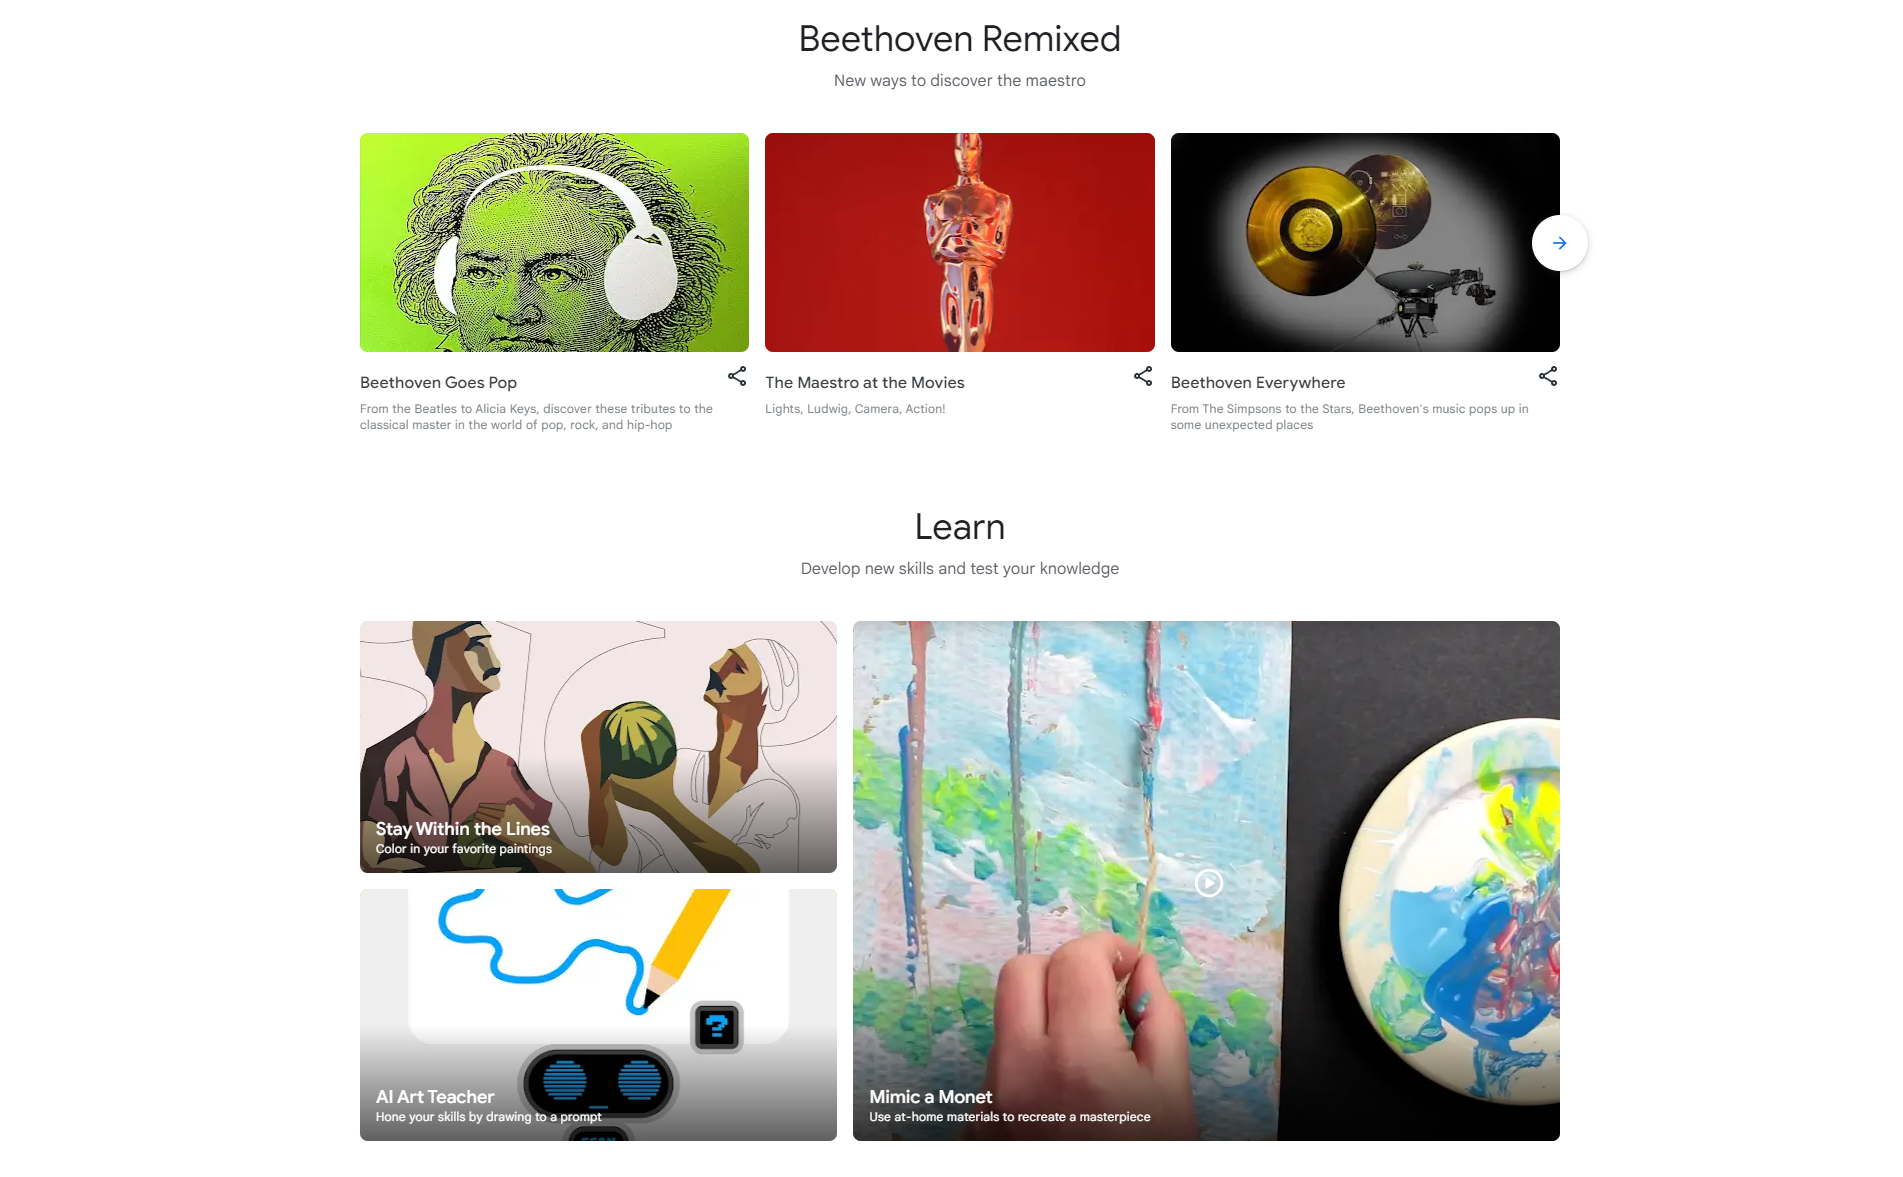 Beethoven Remixed
New ways to discover the maestro
Beethoven Goes Pop
From the Beatles to Alicia Keys, discover these tributes to the
classical master in the world of pop, rock, and hip-hop
The Maestro at the Movies
Lights, Ludwig, Camera, Action!
Beethoven Everywhere
From The Simpsons to the Stars, Beethoven's music pops up in
some unexpected places
Learn
Develop new skills and test your knowledge
Stay Within the Lines
Color in your favorite paintings
?
AI Art Teacher
Hone your skills by drawing to a prompt
Mimic a Monet
Use at-home materials to recreate a masterpiece